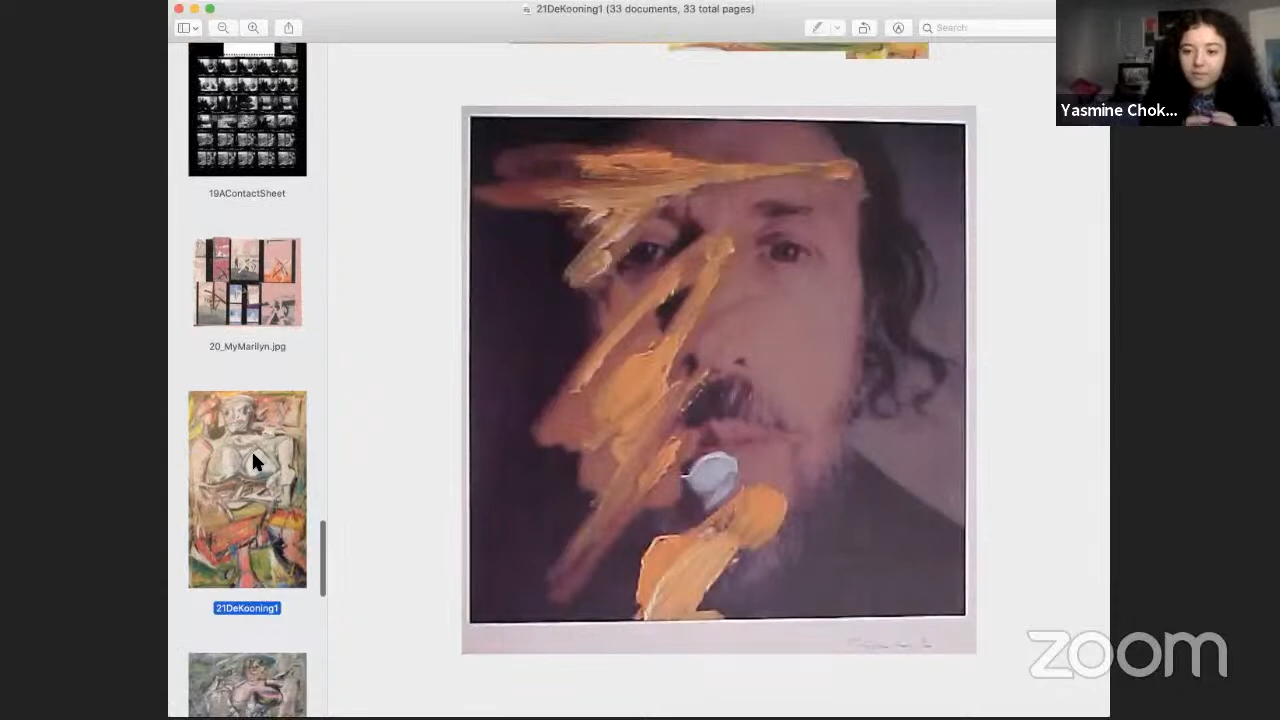 21DeKooning1 (33 documents, 33 total pages)
Search
Yasmine Chok...
19AContactSheet
20_MyMarilyn.jpg
21DeKooning1
zoom